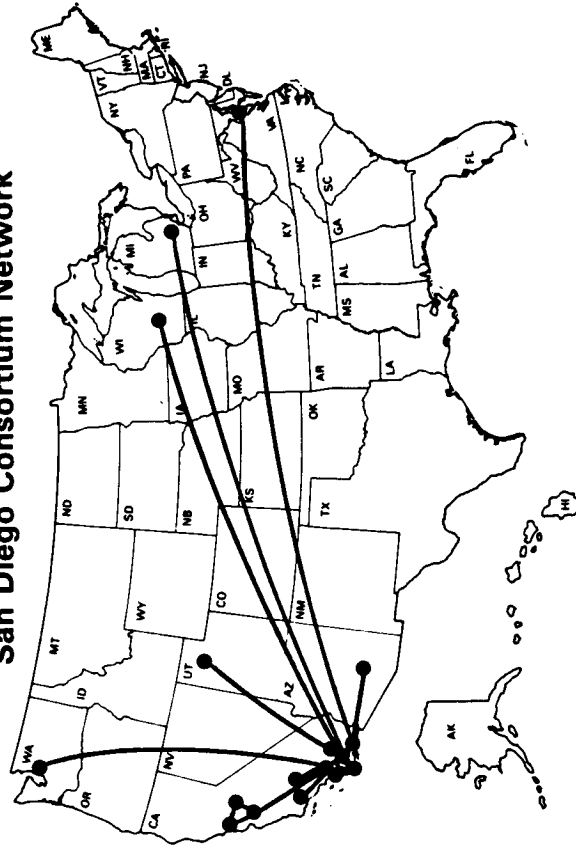 San Diego Consortium Network
WA
MT
ND
MN
ME
VT
NH
NY
MA
CT
RI
OR
ID
SD
WI
MI
WY
PA
NJ
NB
IA
IL
IN
OH
DL
NV
UT
CO
KS
MO
KY
WV
VA
CA
AZ
NM
OK
AR
TN
NC
SC
TX
LA
MS
AL
GA
FL
AK
HI